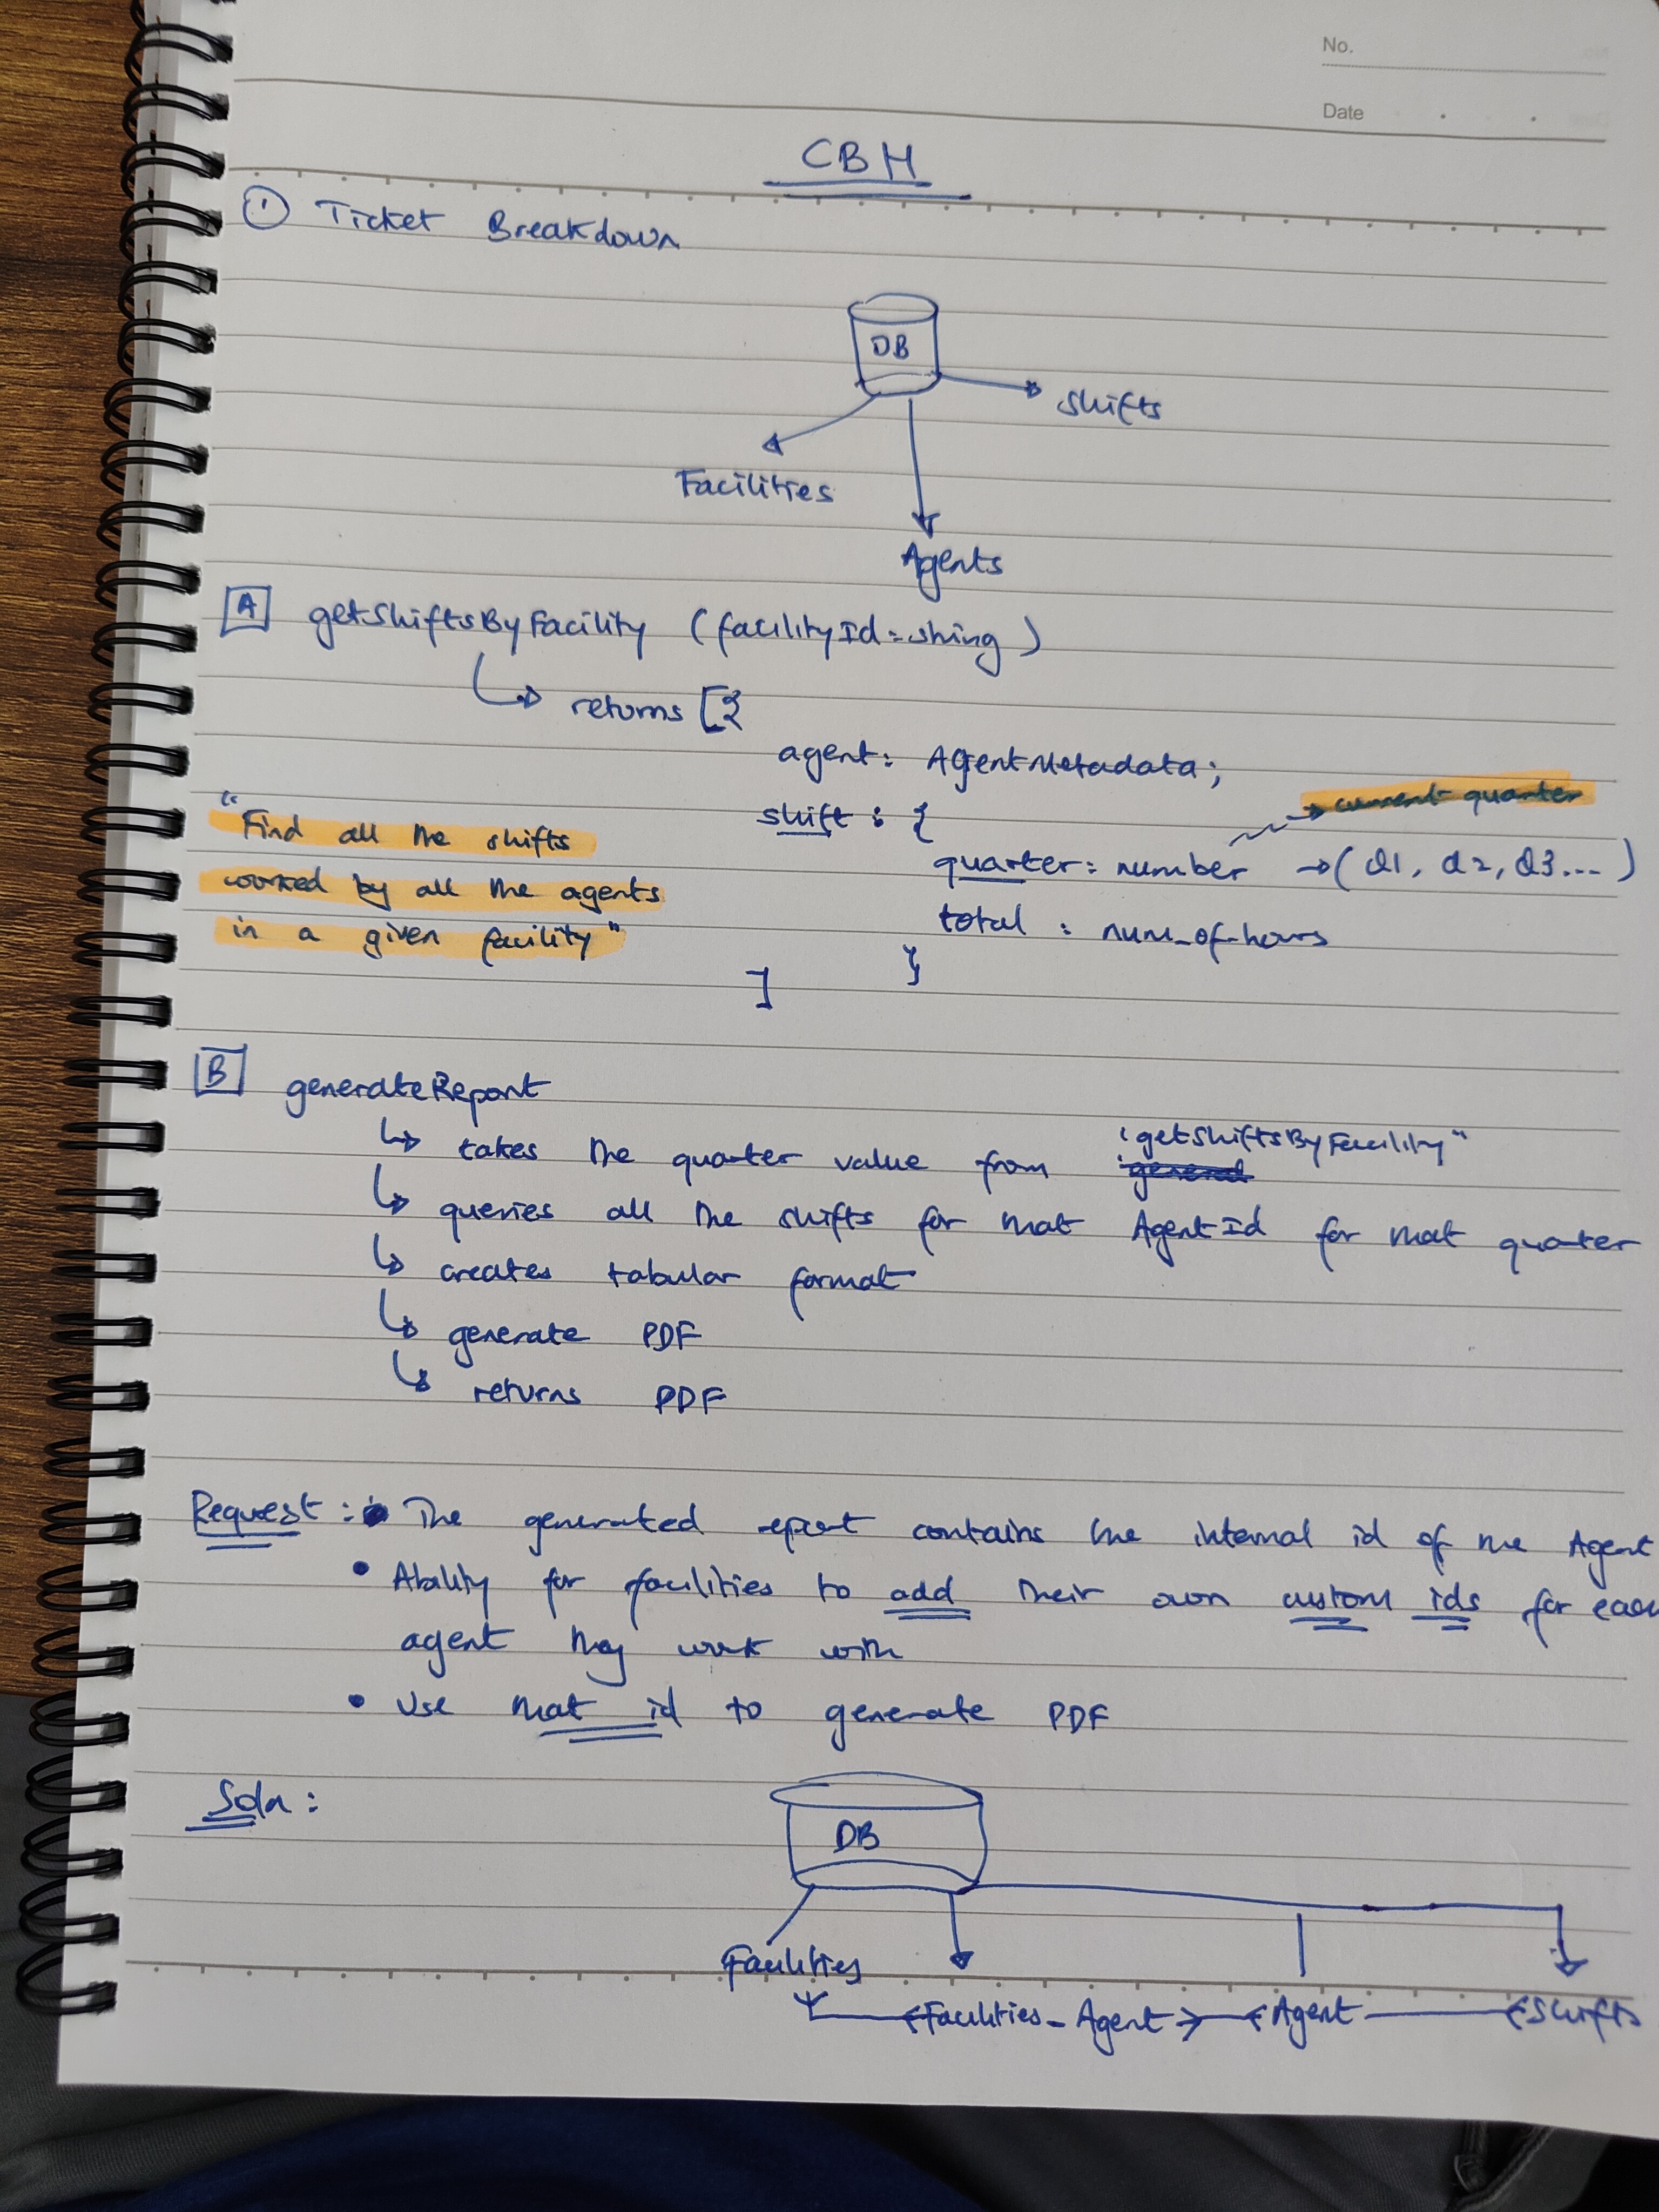 No.
Date
CBH
① Ticket Breakdown
DB
Shifts
Facilities
Agents
A getShiftsByFacility (facilityId: string)
returns [{
agent: AgentMetadata;
current quarter
shift : {
"Find all the shifts
quarter: number → (Q1, Q2, Q3...)
worked by all the agents
total : num_of_hours
in a given facility"
}
]
B generateReport
'getShiftsByFacility"
takes the quarter value from
queries all the shifts for that AgentId for that quarter
creates tabular format
generate PDF
returns PDF
Request : • The generated report contains the internal id of the Agent
• Ability for facilities to add their own custom ids for each
agent they work with
• Use that id to generate PDF
Soln :
DB
Facilities
Facilities_Agent Agent Shifts